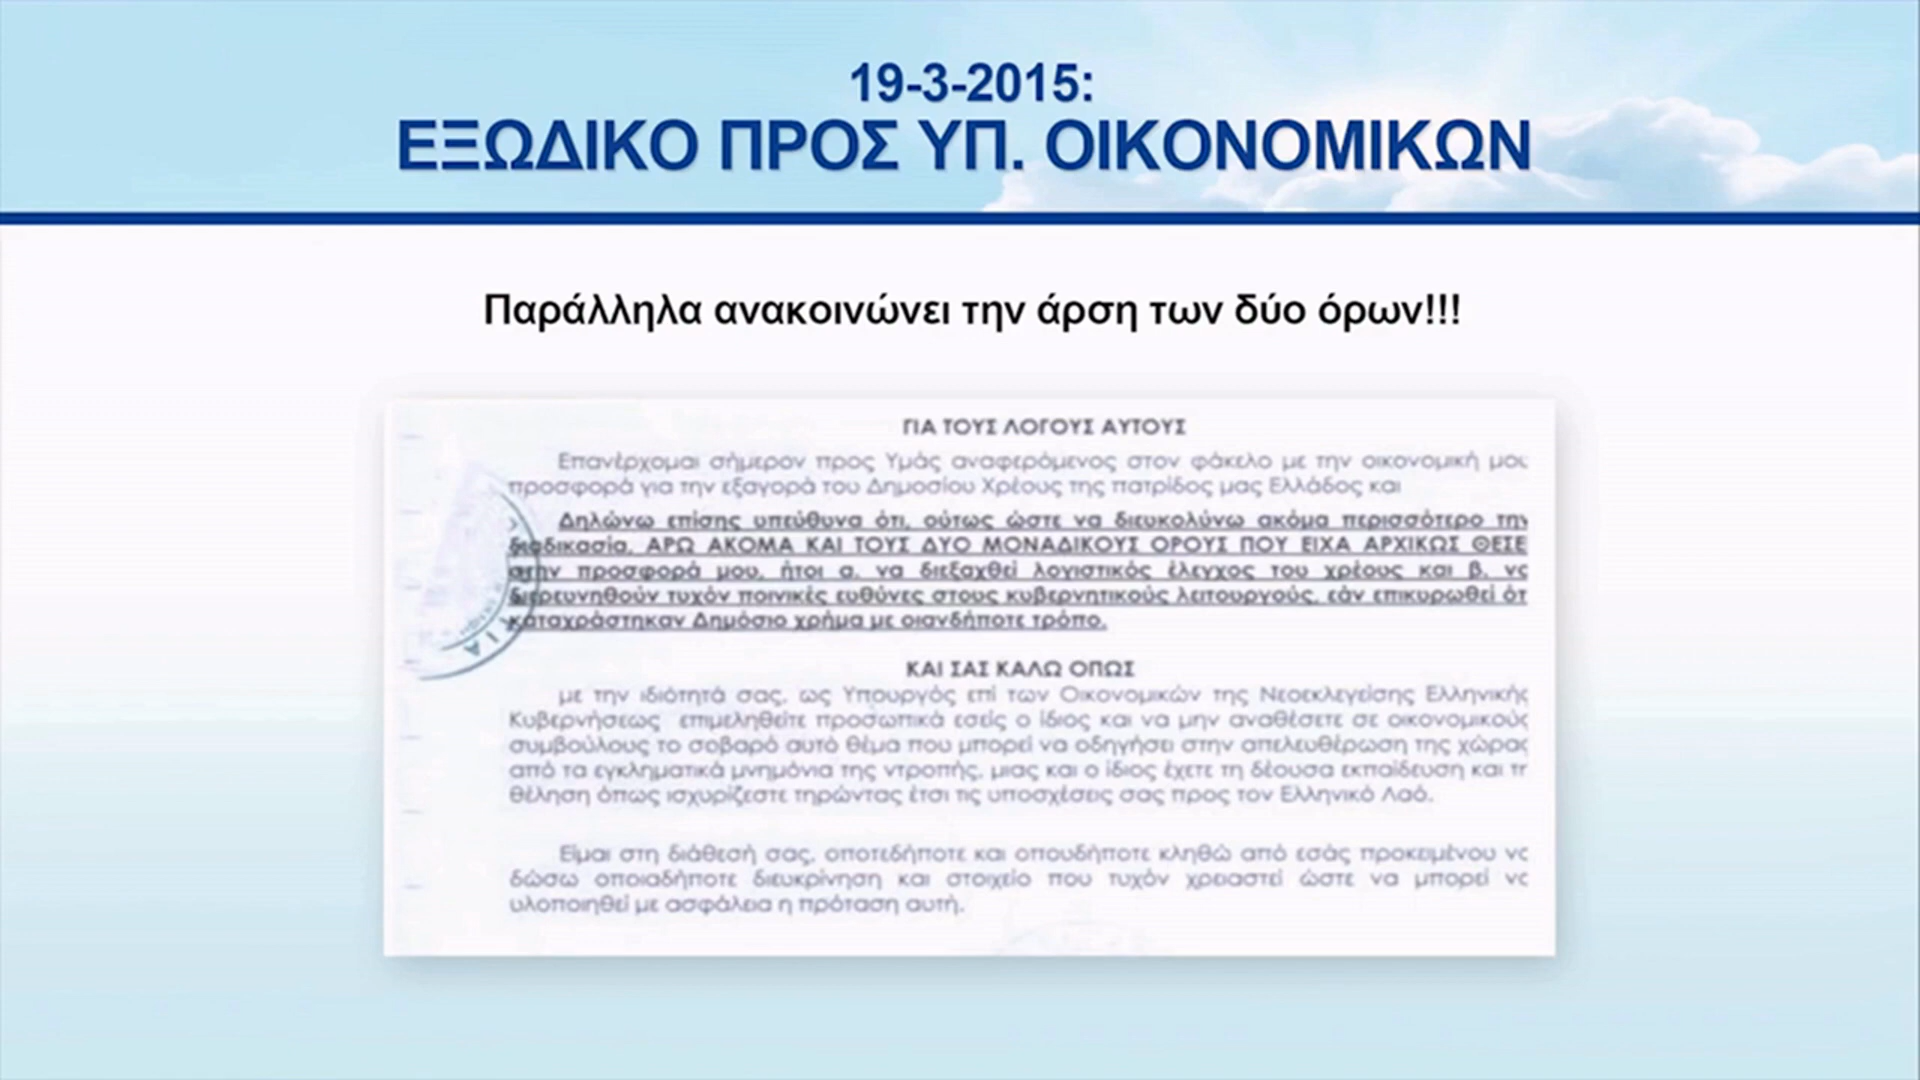 19-3-2015:
ΕΞΩΔΙΚΟ ΠΡΟΣ ΥΠ. ΟΙΚΟΝΟΜΙΚΩΝ
Παράλληλα ανακοινώνει την άρση των δύο όρων!!!
ΓΙΑ ΤΟΥΣ ΛΟΓΟΥΣ ΑΥΤΟΥΣ
Επανέρχομαι σήμερον προς Υμάς αναφερόμενος στον φάκελο με την οικονομική μου
προσφορά για την εξαγορά του Δημοσίου Χρέους της πατρίδος μας Ελλάδος και
Δηλώνω επίσης υπεύθυνα ότι, ούτως ώστε να διευκολύνω ακόμα περισσότερο την
διαδικασία, ΑΡΩ ΑΚΟΜΑ ΚΑΙ ΤΟΥΣ ΔΥΟ ΜΟΝΑΔΙΚΟΥΣ ΟΡΟΥΣ ΠΟΥ ΕΙΧΑ ΑΡΧΙΚΩΣ ΘΕΣΕ
στην προσφορά μου, ήτοι α. να διεξαχθεί λογιστικός έλεγχος του χρέους και β. να
διερευνηθούν τυχόν ποινικές ευθύνες στους κυβερνητικούς λειτουργούς, εάν επικυρωθεί ότ
καταχράστηκαν Δημόσιο χρήμα με οιανδήποτε τρόπο.
ΚΑΙ ΣΑΣ ΚΑΛΩ ΟΠΩΣ
με την ιδιότητά σας, ως Υπουργός επί των Οικονομικών της Νεοεκλεγείσης Ελληνικής
Κυβερνήσεως επιμεληθείτε προσωπικά εσείς ο ίδιος και να μην αναθέσετε σε οικονομικούς
συμβούλους το σοβαρό αυτό θέμα που μπορεί να οδηγήσει στην απελευθέρωση της χώρας
από τα εγκληματικά μνημόνια της ντροπής, μιας και ο ίδιος έχετε τη δέουσα εκπαίδευση και τη
θέληση όπως ισχυρίζεστε τηρώντας έτσι τις υποσχέσεις σας προς τον Ελληνικό Λαό.
Είμαι στη διάθεσή σας, οποτεδήποτε και οπουδήποτε κληθώ από εσάς προκειμένου να
δώσω οποιαδήποτε διευκρίνηση και στοιχείο που τυχόν χρειαστεί ώστε να μπορεί να
υλοποιηθεί με ασφάλεια η πρόταση αυτή.